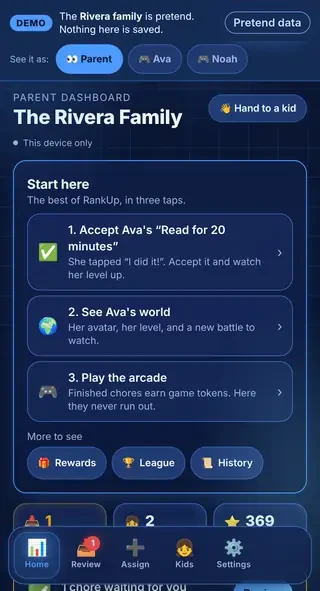 DEMO
The Rivera family is pretend.
Nothing here is saved.
Pretend data
See it as:
Parent
Ava
Noah
PARENT DASHBOARD
The Rivera Family
Hand to a kid
This device only
Start here
The best of RankUp, in three taps.
1. Accept Ava's “Read for 20
minutes”
She tapped “I did it!”. Accept it and watch
her level up.
2. See Ava's world
Her avatar, her level, and a new battle to
watch.
3. Play the arcade
Finished chores earn game tokens. Here
they never run out.
More to see
Rewards
League
History
1
2
369
1
Home
Review
Assign
Kids
Settings
1 chore waiting for you